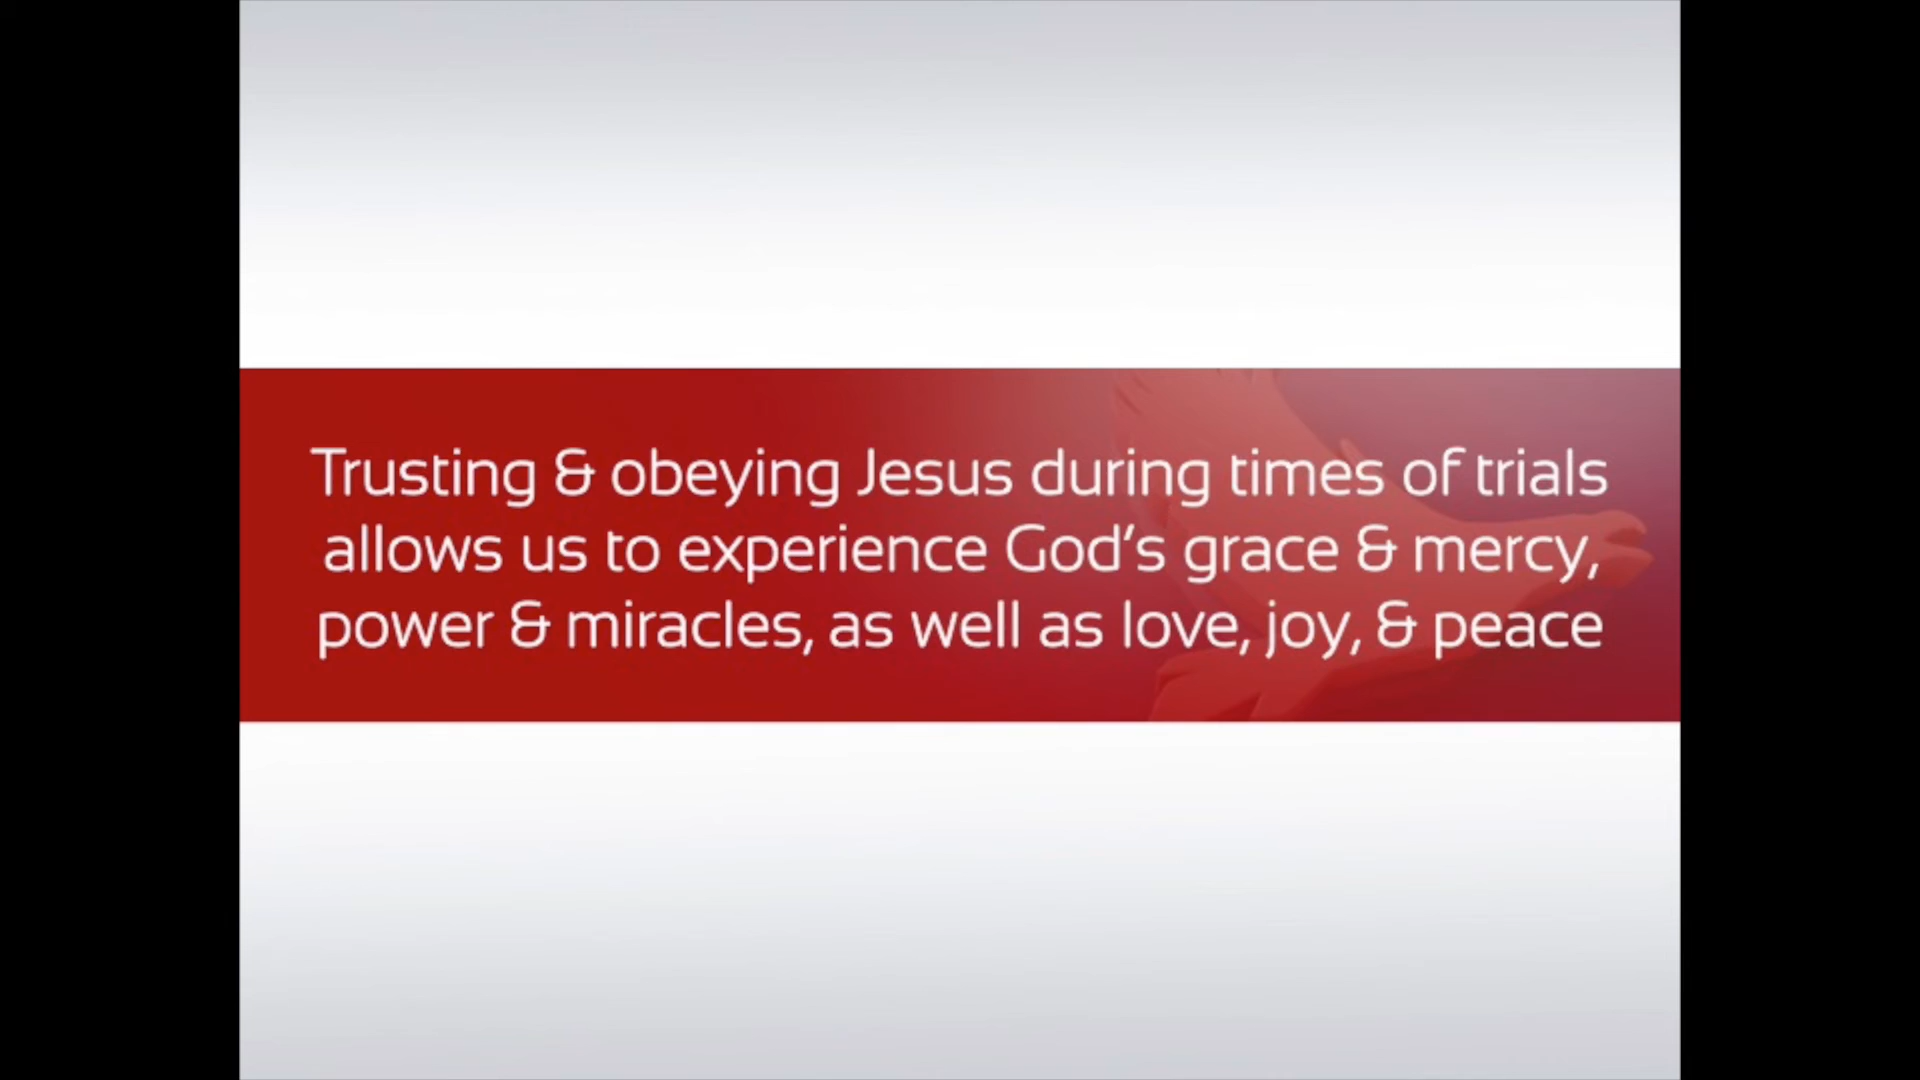 Trusting & obeying Jesus during times of trials
allows us to experience God's grace & mercy,
power & miracles, as well as love, joy, & peace